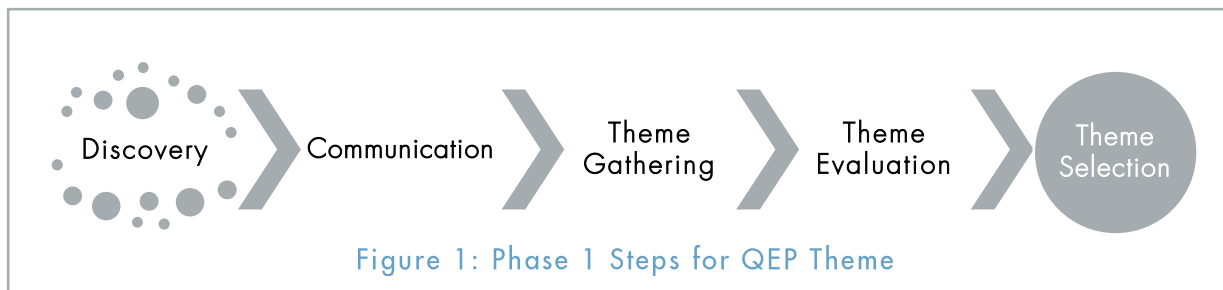 Discovery
Communication
Theme
Gathering
Theme
Evaluation
Theme
Selection
Figure 1: Phase 1 Steps for QEP Theme